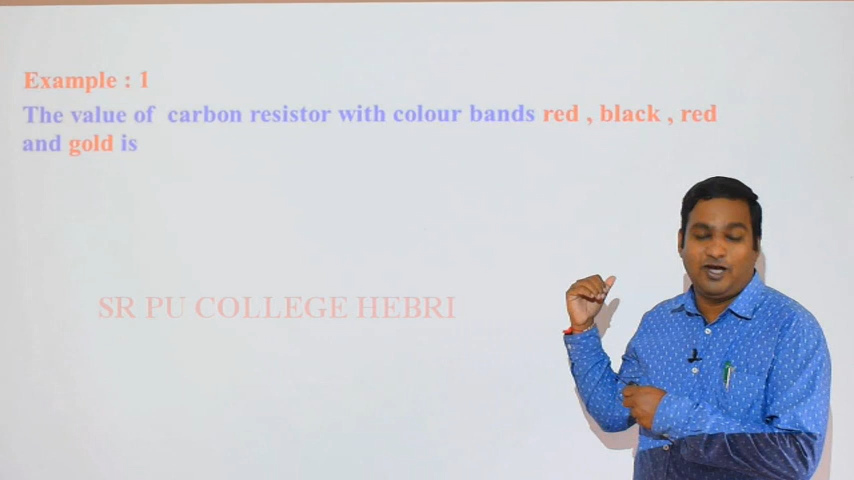 Example : 1
The value of carbon resistor with colour bands red , black , red
and gold is
SR PU COLLEGE HEBRI